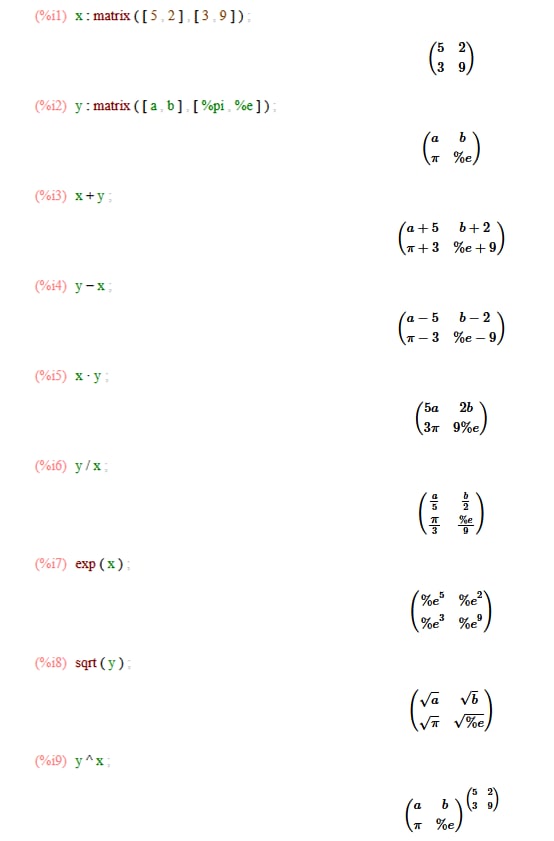 (%i1) x:matrix([5,2],[3,9]);
5 2
3 9
(%i2) y:matrix([a,b],[%pi,%e]);
a b
π %e
(%i3) x+y;
a + 5 b + 2
π + 3 %e + 9
(%i4) y−x;
a − 5 b − 2
π − 3 %e − 9
(%i5) x·y;
5a 2b
3π 9%e
(%i6) y/x;
a/5 b/2
π/3 %e/9
(%i7) exp(x);
%e^5 %e^2
%e^3 %e^9
(%i8) sqrt(y);
√a √b
√π √%e
(%i9) y^x;
5 2
3 9
a b
π %e